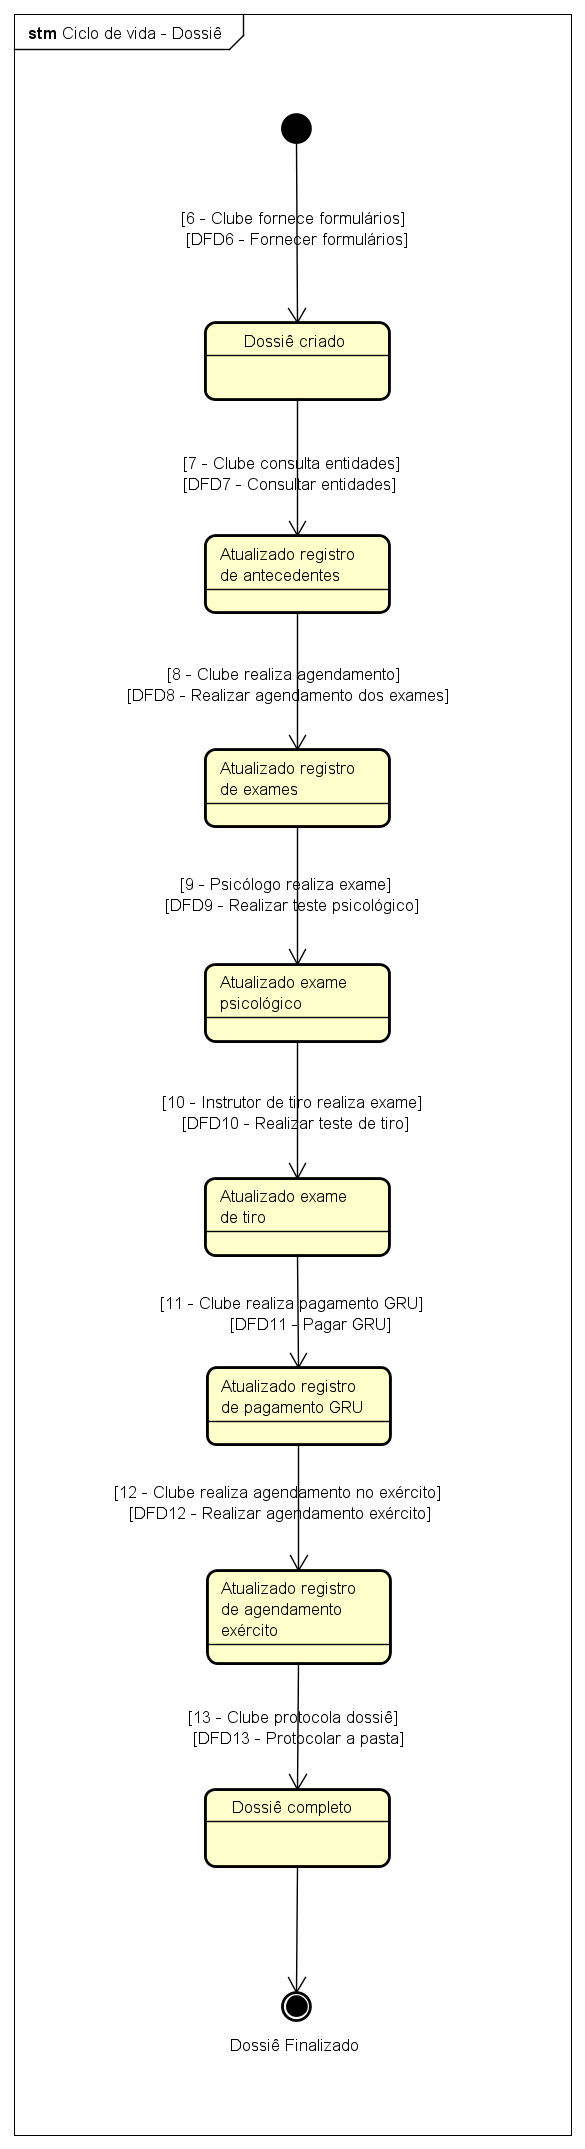 stm Ciclo de vida - Dossiê
[6 - Clube fornece formulários]
[DFD6 - Fornecer formulários]
Dossiê criado
[7 - Clube consulta entidades]
[DFD7 - Consultar entidades]
Atualizado registro
de antecedentes
[8 - Clube realiza agendamento]
[DFD8 - Realizar agendamento dos exames]
Atualizado registro
de exames
[9 - Psicólogo realiza exame]
[DFD9 - Realizar teste psicológico]
Atualizado exame
psicológico
[10 - Instrutor de tiro realiza exame]
[DFD10 - Realizar teste de tiro]
Atualizado exame
de tiro
[11 - Clube realiza pagamento GRU]
[DFD11 - Pagar GRU]
Atualizado registro
de pagamento GRU
[12 - Clube realiza agendamento no exército]
[DFD12 - Realizar agendamento exército]
Atualizado registro
de agendamento
exército
[13 - Clube protocola dossiê]
[DFD13 - Protocolar a pasta]
Dossiê completo
Dossiê Finalizado